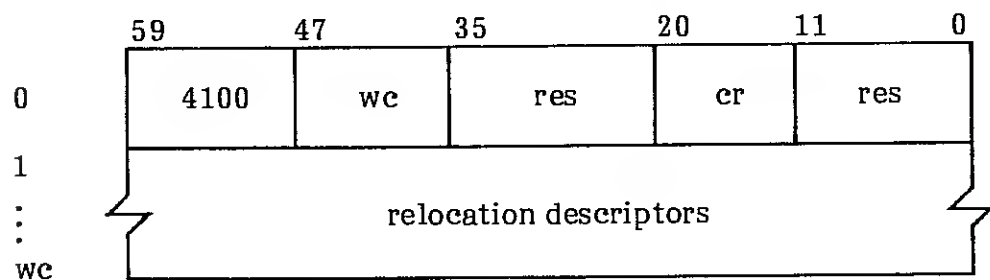 59 47 35 20 11 0
0 4100 wc res cr res
1
⋮ relocation descriptors
wc